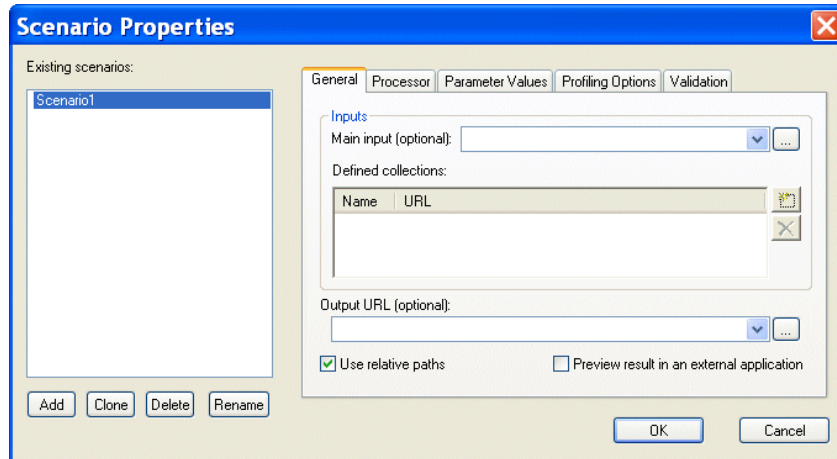 Scenario Properties
Existing scenarios:
Scenario1
Add Clone Delete Rename
General Processor Parameter Values Profiling Options Validation
Inputs
Main input (optional):
...
Defined collections:
Name URL
Output URL (optional):
...
Use relative paths Preview result in an external application
OK Cancel